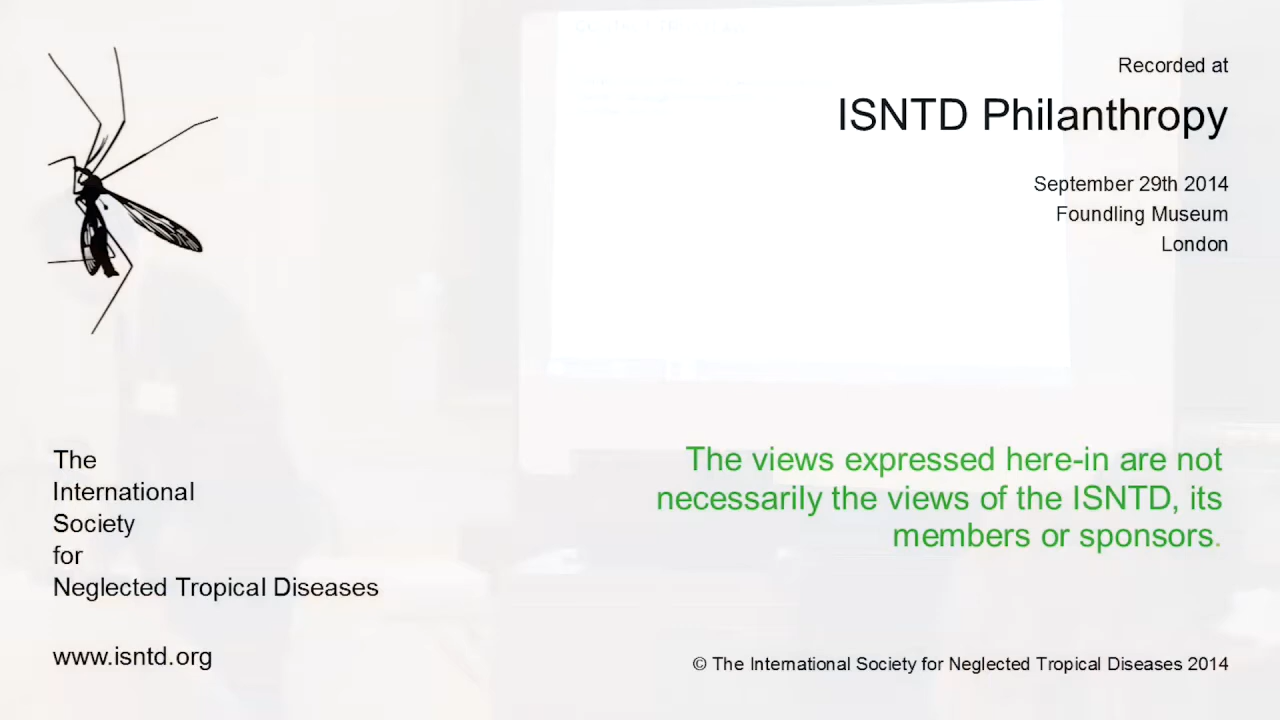 Recorded at
ISNTD Philanthropy
September 29th 2014
Foundling Museum
London
The
International
Society
for
Neglected Tropical Diseases
www.isntd.org
The views expressed here-in are not
necessarily the views of the ISNTD, its
members or sponsors.
© The International Society for Neglected Tropical Diseases 2014